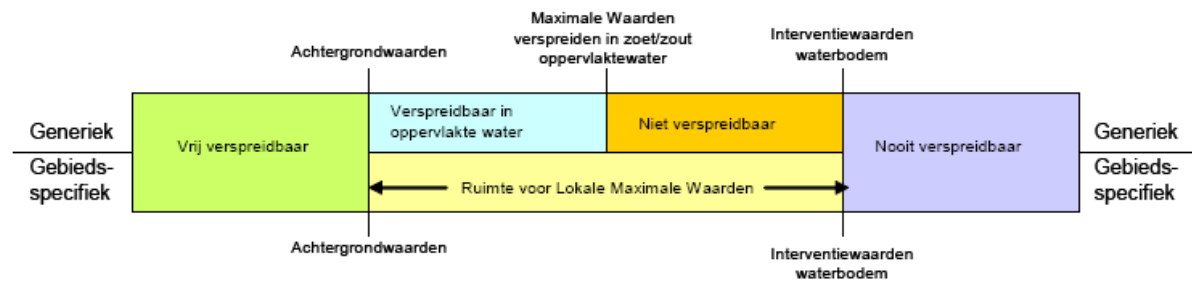 Maximale Waarden
verspreiden in zoet/zout
oppervlaktewater
Achtergrondwaarden
Interventiewaarden
waterbodem
Generiek
Gebieds-
specifiek
Vrij verspreidbaar
Verspreidbaar in
oppervlakte water
Niet verspreidbaar
Nooit verspreidbaar
Ruimte voor Lokale Maximale Waarden
Generiek
Gebieds-
specifiek
Achtergrondwaarden
Interventiewaarden
waterbodem